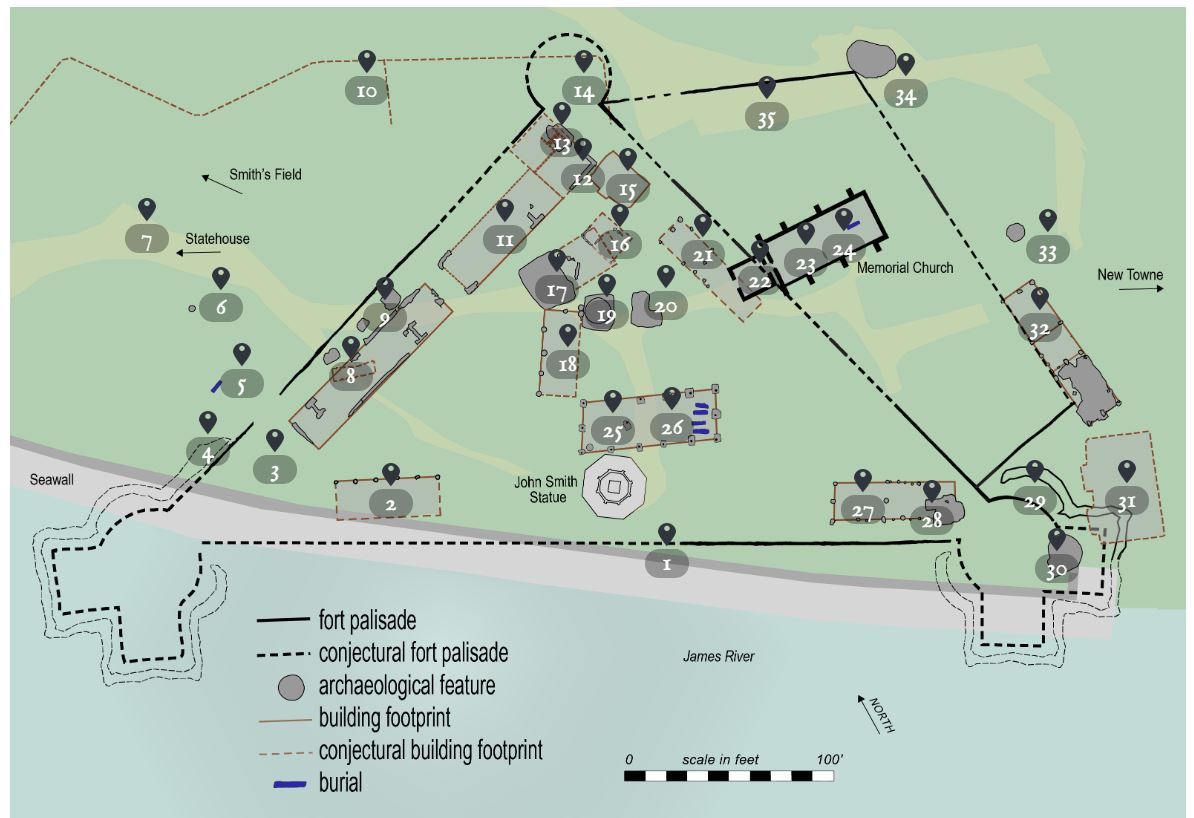 14
10
34
35
13
12
15
Smith's Field
7
11
16
21
24
33
Statehouse
23
22
Memorial Church
New Towne
6
17
9
19
20
32
18
8
5
25
26
4
3
Seawall
John Smith
Statue
2
27
28
29
31
1
30
fort palisade
conjectural fort palisade
James River
archaeological feature
NORTH
building footprint
conjectural building footprint
0 scale in feet 100'
burial